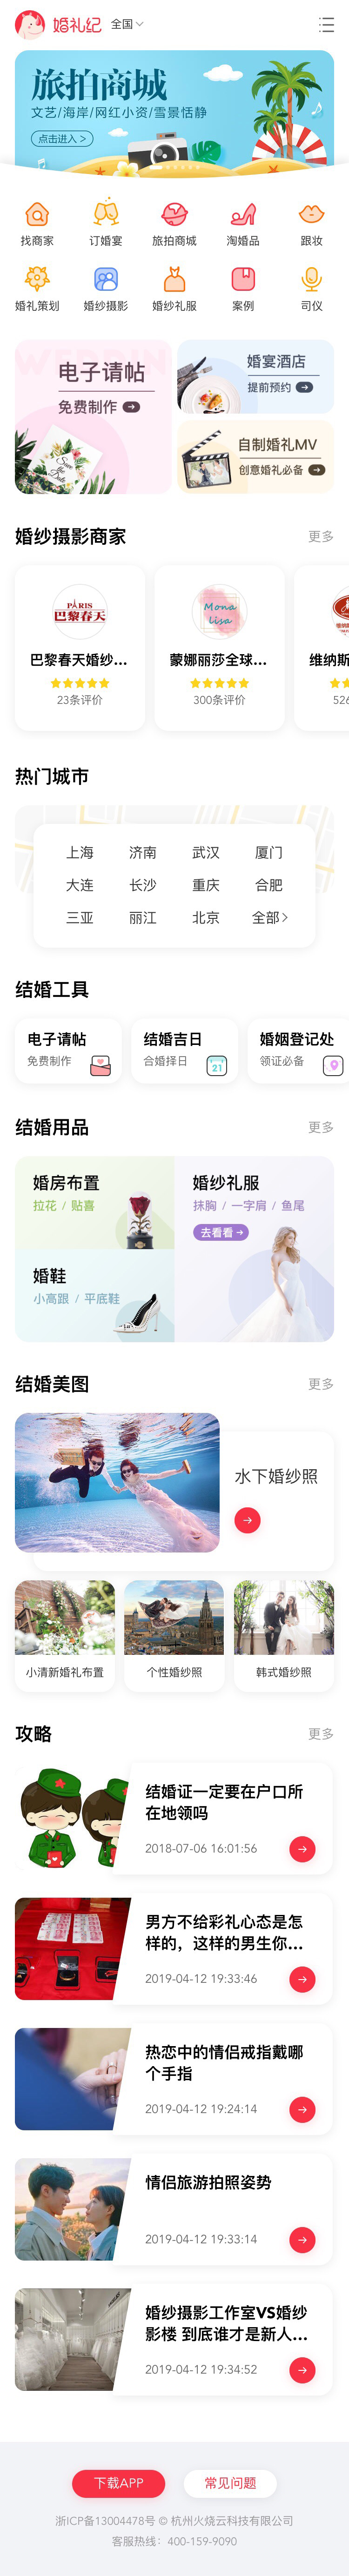 婚礼纪 全国
旅拍商城
文艺/海岸/网红小资/雪景恬静
点击进入 >
找商家 订婚宴 旅拍商城 淘婚品 跟妆
婚礼策划 婚纱摄影 婚纱礼服 案例 司仪
电子请帖
免费制作
婚宴酒店
提前预约
自制婚礼MV
创意婚礼必备
婚纱摄影商家 更多
PARIS
巴黎春天
Mona
lisa
巴黎春天婚纱... 蒙娜丽莎全球... 维纳斯
23条评价 300条评价 526
热门城市
上海 济南 武汉 厦门
大连 长沙 重庆 合肥
三亚 丽江 北京 全部>
结婚工具
电子请帖 结婚吉日 婚姻登记处
免费制作 合婚择日 领证必备
21
结婚用品 更多
婚房布置
拉花 / 贴喜
婚纱礼服
抹胸 / 一字肩 / 鱼尾
去看看
婚鞋
小高跟 / 平底鞋
结婚美图 更多
水下婚纱照
小清新婚礼布置 个性婚纱照 韩式婚纱照
攻略 更多
结婚证一定要在户口所
在地领吗
2018-07-06 16:01:56
男方不给彩礼心态是怎
样的，这样的男生你...
2019-04-12 19:33:46
热恋中的情侣戒指戴哪
个手指
2019-04-12 19:24:14
情侣旅游拍照姿势
2019-04-12 19:33:14
婚纱摄影工作室VS婚纱
影楼 到底谁才是新人...
2019-04-12 19:34:52
下载APP 常见问题
浙ICP备13004478号 © 杭州火烧云科技有限公司
客服热线：400-159-9090